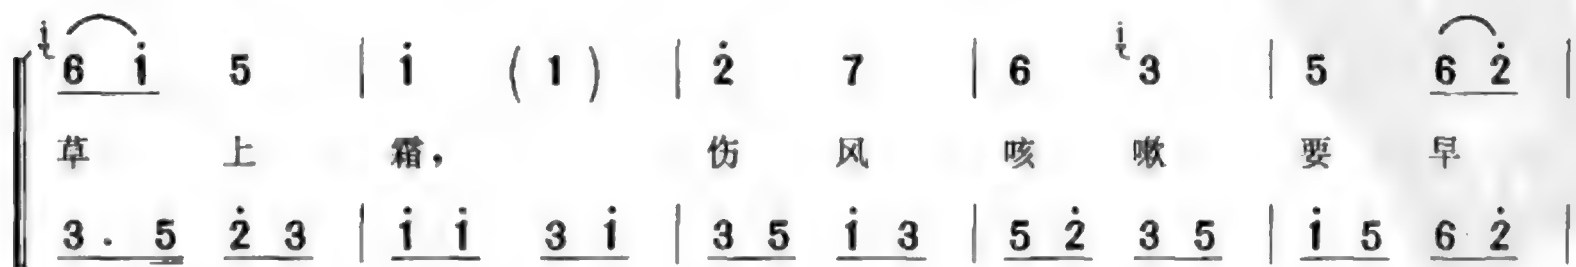 i 6 i̇ 5 | i̇ ( 1 ) | 2̇ 7 | 6 i 3 | 5 6 2̇ |
草 上 霜， 伤 风 咳 嗽 要 早
3 . 5 2̇ 3 | i̇ i̇ 3 i̇ | 3 5 i̇ 3 | 5 2̇ 3 5 | i̇ 5 6 2̇ |